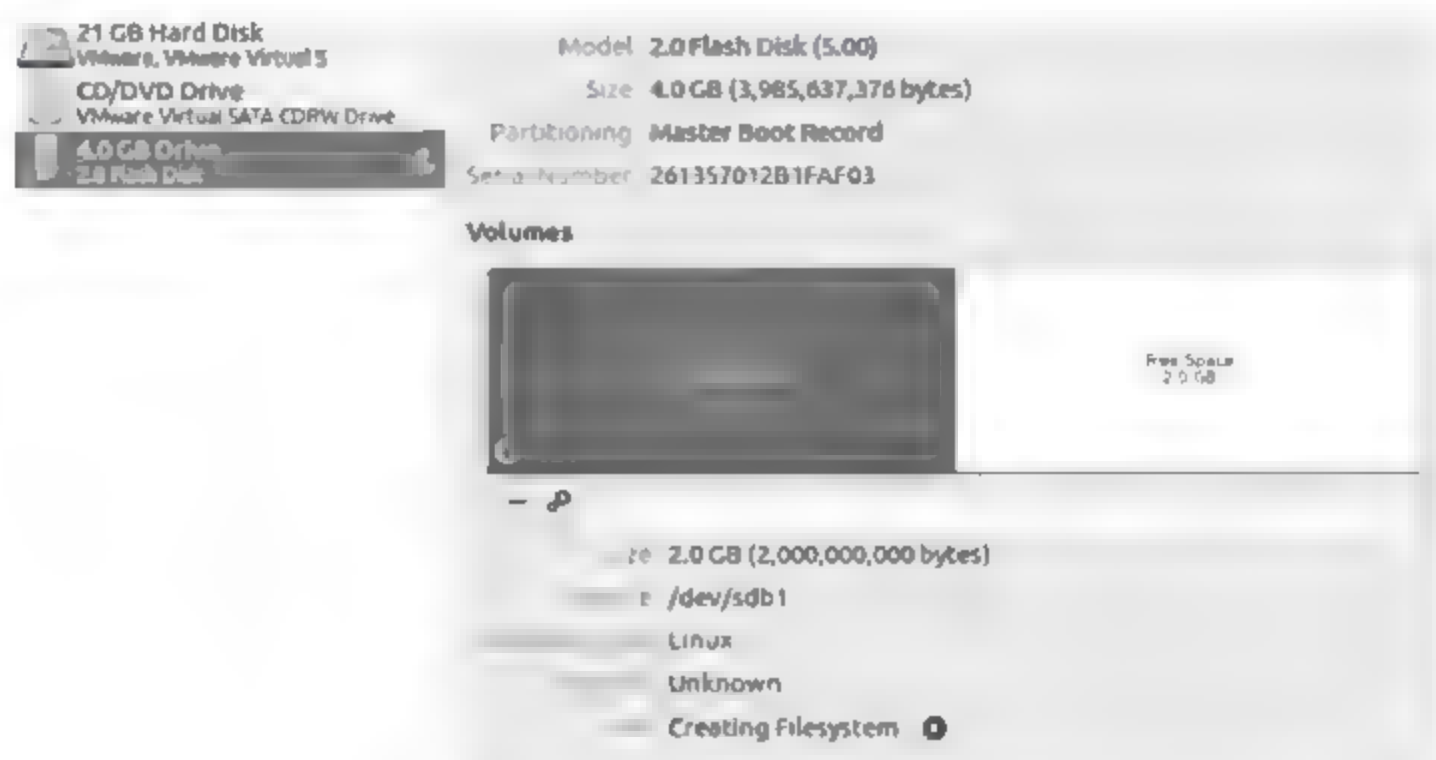 21 GB Hard Disk
VMware, VMware Virtual S
CD/DVD Drive
VMware Virtual SATA CDRW Drive
4.0 GB Drive
2.0 Flash Disk
Model 2.0 Flash Disk (5.00)
Size 4.0 GB (3,985,637,376 bytes)
Partitioning Master Boot Record
Serial Number 261357012B1FAF03
Volumes
Free Space
2.0 GB
2.0 GB (2,000,000,000 bytes)
/dev/sdb1
Linux
Unknown
Creating Filesystem